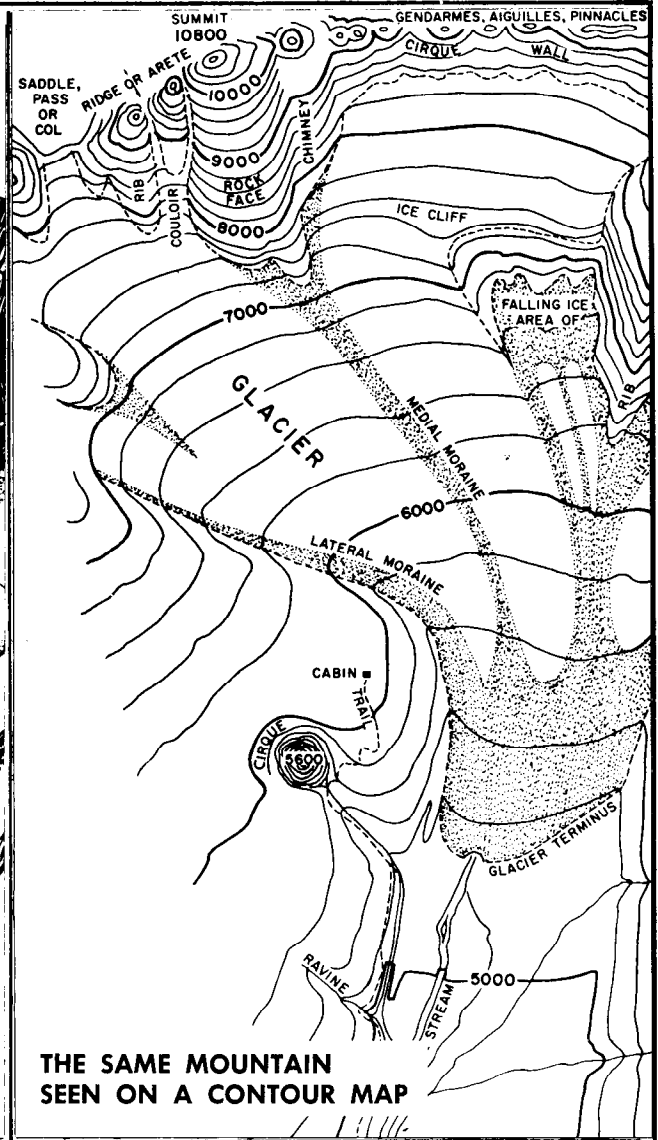 SUMMIT
10800
GENDARMES, AIGUILLES, PINNACLES
CIRQUE WALL
SADDLE,
PASS
OR
COL
RIDGE OR ARETE
10000
CHIMNEY
9000
RIB
ROCK
FACE
COULOIR
8000
ICE CLIFF
7000
FALLING ICE
AREA OF
GLACIER
RIB
MEDIAL MORAINE
6000
LATERAL MORAINE
CABIN
TRAIL
CIRQUE
5600
GLACIER TERMINUS
RAVINE
STREAM
5000
THE SAME MOUNTAIN
SEEN ON A CONTOUR MAP